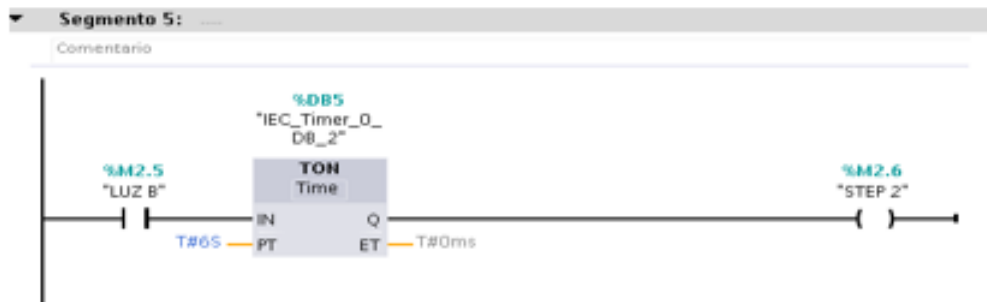 Segmento 5: .....
Comentario
%DB5
"IEC_Timer_0_
DB_2"
%M2.5
"LUZ B"
TON
Time
%M2.6
"STEP 2"
IN
Q
T#6S
PT
ET
T#0ms